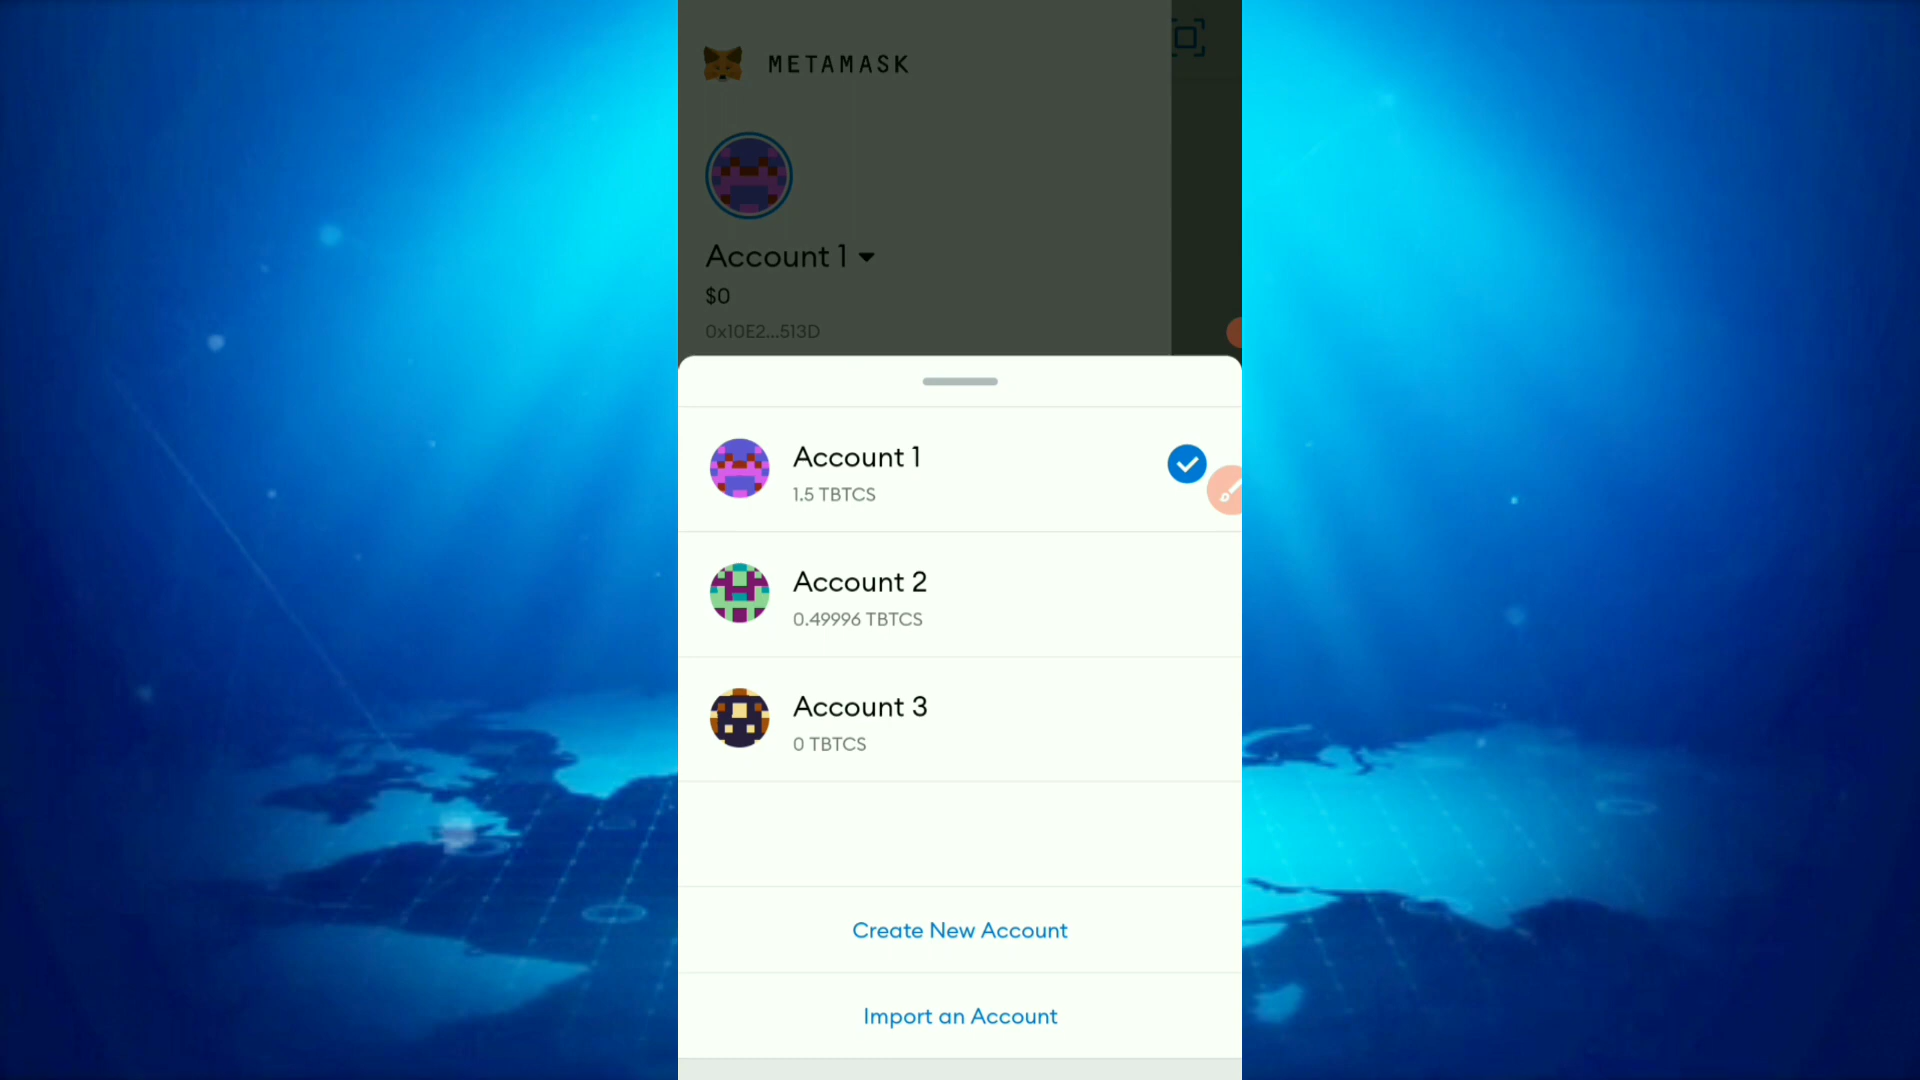 METAMASK
Account 1
$0
0x10E2...513D
Account 1
1.5 TBTCS
Account 2
0.49996 TBTCS
Account 3
0 TBTCS
Create New Account
Import an Account